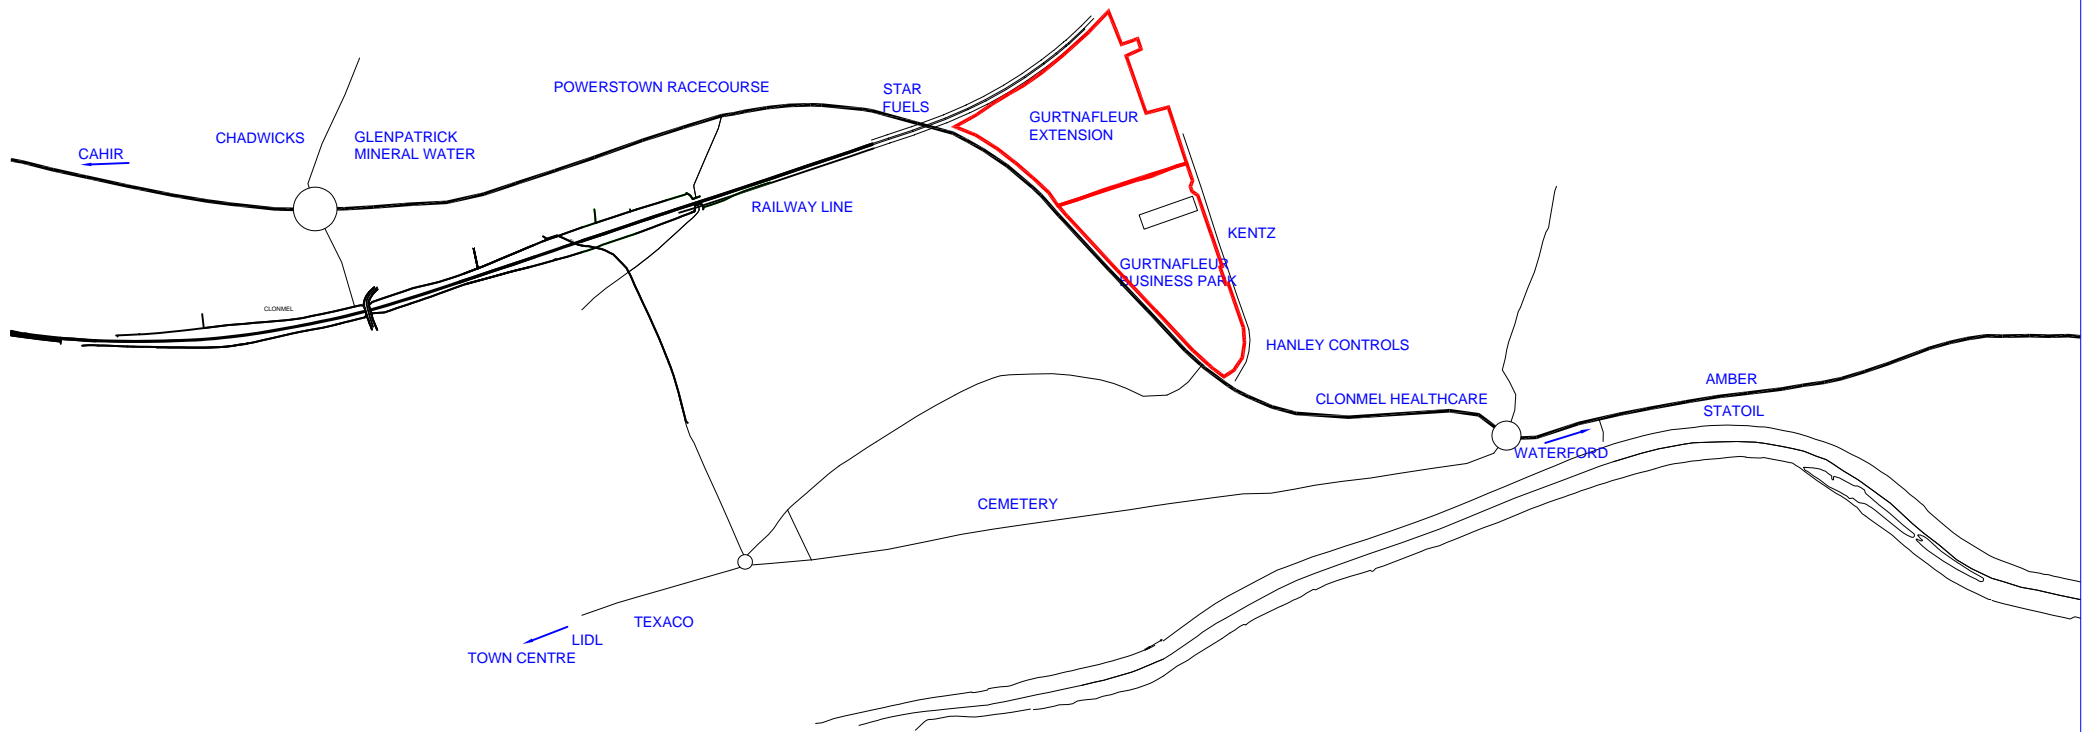 POWERSTOWN RACECOURSE
STAR
FUELS
GURTNAFLEUR
EXTENSION
CHADWICKS
GLENPATRICK
MINERAL WATER
CAHIR
RAILWAY LINE
KENTZ
GURTNAFLEUR
BUSINESS PARK
CLONMEL
HANLEY CONTROLS
AMBER
CLONMEL HEALTHCARE
STATOIL
WATERFORD
CEMETERY
TEXACO
LIDL
TOWN CENTRE